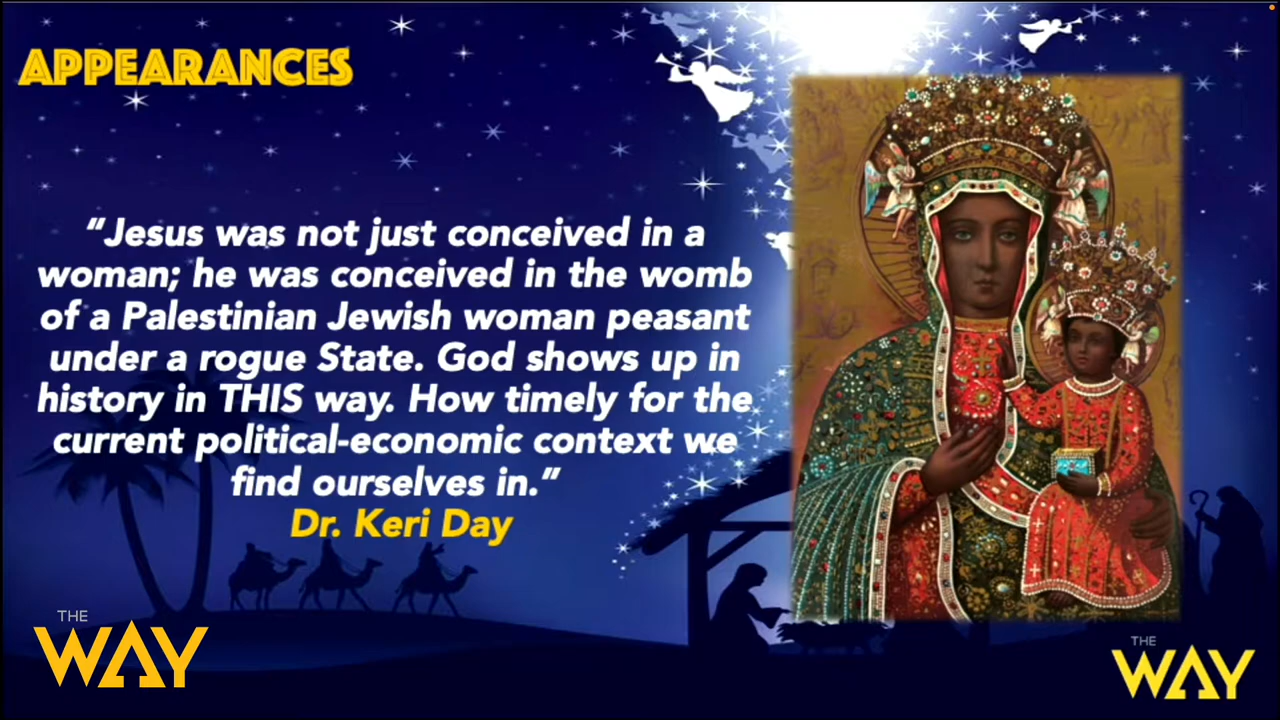 APPEARANCES
“Jesus was not just conceived in a
woman; he was conceived in the womb
of a Palestinian Jewish woman peasant
under a rogue State. God shows up in
history in THIS way. How timely for the
current political-economic context we
find ourselves in.”
Dr. Keri Day
THE
WAY
THE
WAY